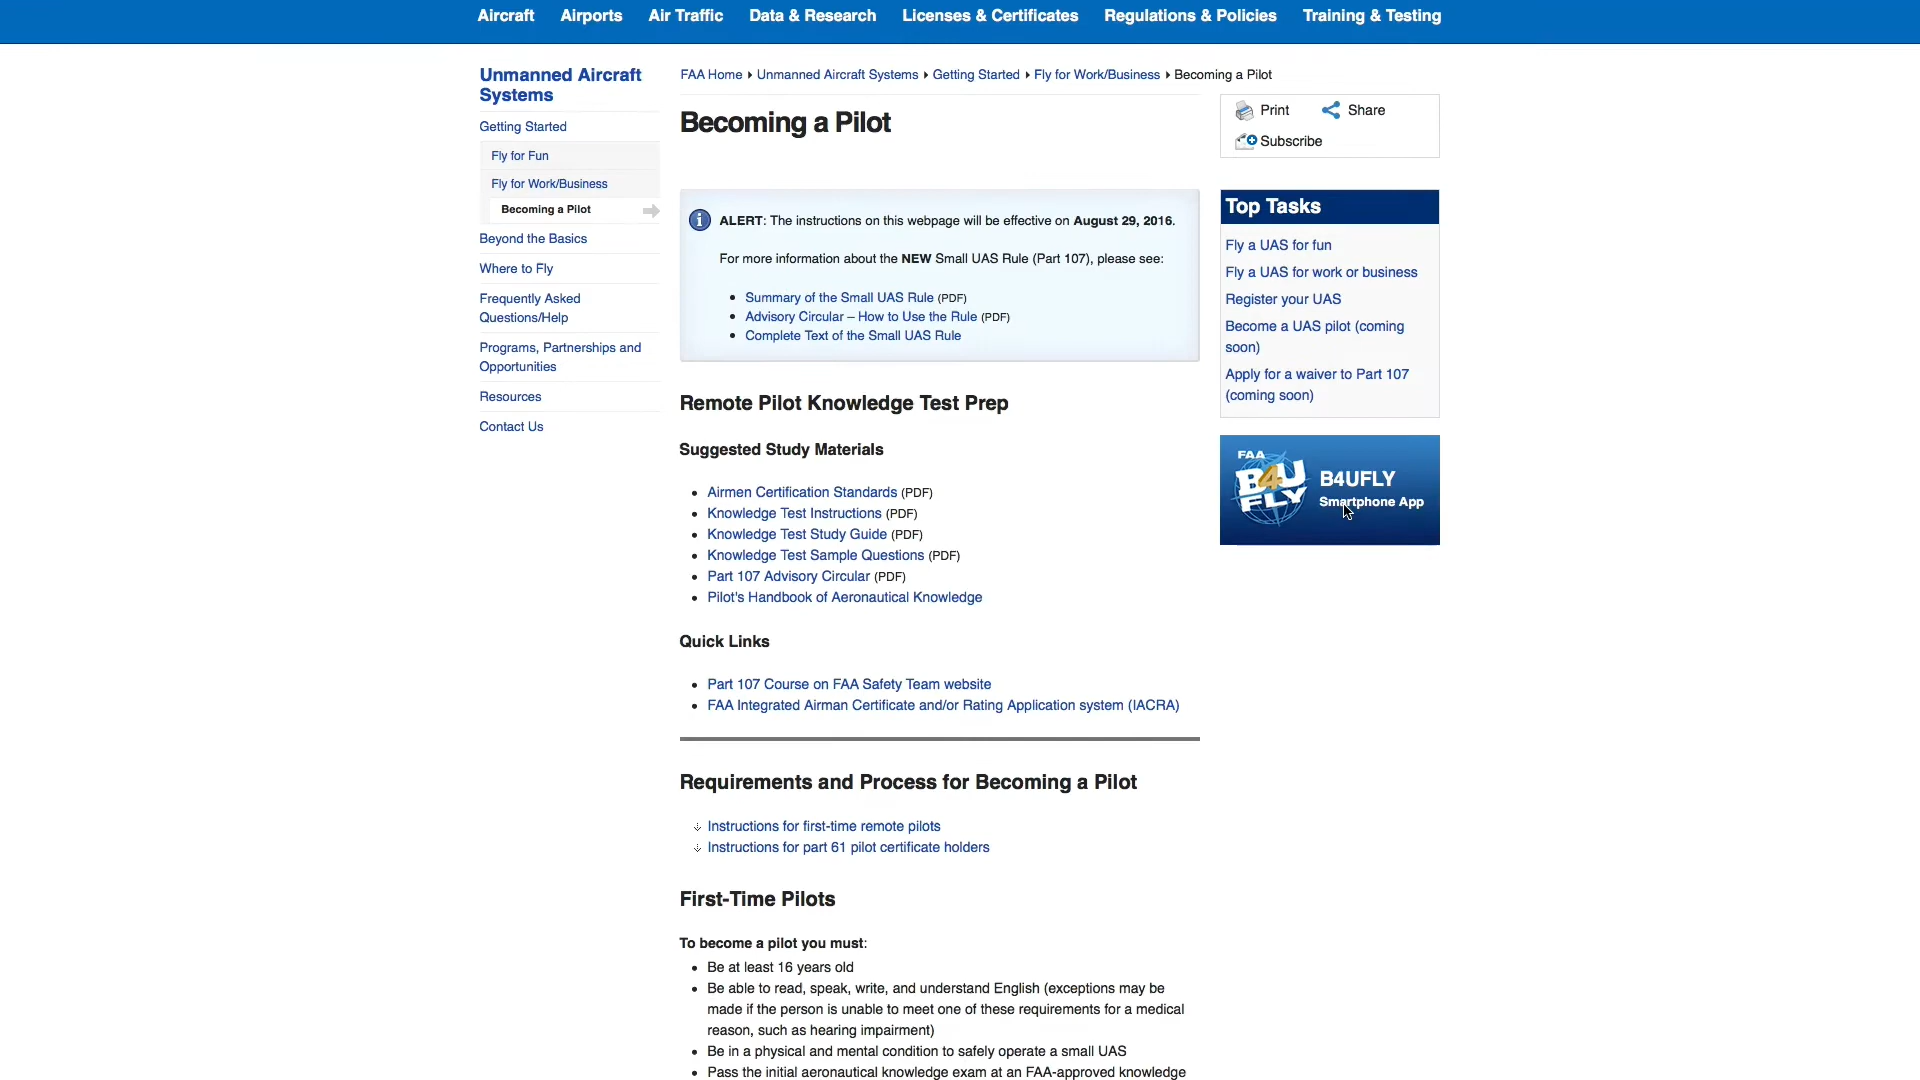 Aircraft Airports Air Traffic Data & Research Licenses & Certificates Regulations & Policies Training & Testing
Unmanned Aircraft
Systems
Getting Started
Fly for Fun
Fly for Work/Business
Becoming a Pilot
Beyond the Basics
Where to Fly
Frequently Asked
Questions/Help
Programs, Partnerships and
Opportunities
Resources
Contact Us
FAA Home Unmanned Aircraft Systems Getting Started Fly for Work/Business Becoming a Pilot
Becoming a Pilot
ALERT: The instructions on this webpage will be effective on August 29, 2016.
For more information about the NEW Small UAS Rule (Part 107), please see:
Summary of the Small UAS Rule (PDF)
Advisory Circular – How to Use the Rule (PDF)
Complete Text of the Small UAS Rule
Remote Pilot Knowledge Test Prep
Suggested Study Materials
Airmen Certification Standards (PDF)
Knowledge Test Instructions (PDF)
Knowledge Test Study Guide (PDF)
Knowledge Test Sample Questions (PDF)
Part 107 Advisory Circular (PDF)
Pilot's Handbook of Aeronautical Knowledge
Quick Links
Part 107 Course on FAA Safety Team website
FAA Integrated Airman Certificate and/or Rating Application system (IACRA)
Requirements and Process for Becoming a Pilot
Instructions for first-time remote pilots
Instructions for part 61 pilot certificate holders
First-Time Pilots
To become a pilot you must:
Be at least 16 years old
Be able to read, speak, write, and understand English (exceptions may be
made if the person is unable to meet one of these requirements for a medical
reason, such as hearing impairment)
Be in a physical and mental condition to safely operate a small UAS
Pass the initial aeronautical knowledge exam at an FAA-approved knowledge
Print Share
Subscribe
Top Tasks
Fly a UAS for fun
Fly a UAS for work or business
Register your UAS
Become a UAS pilot (coming
soon)
Apply for a waiver to Part 107
(coming soon)
FAA
B4U
FLY
B4UFLY
Smartphone App